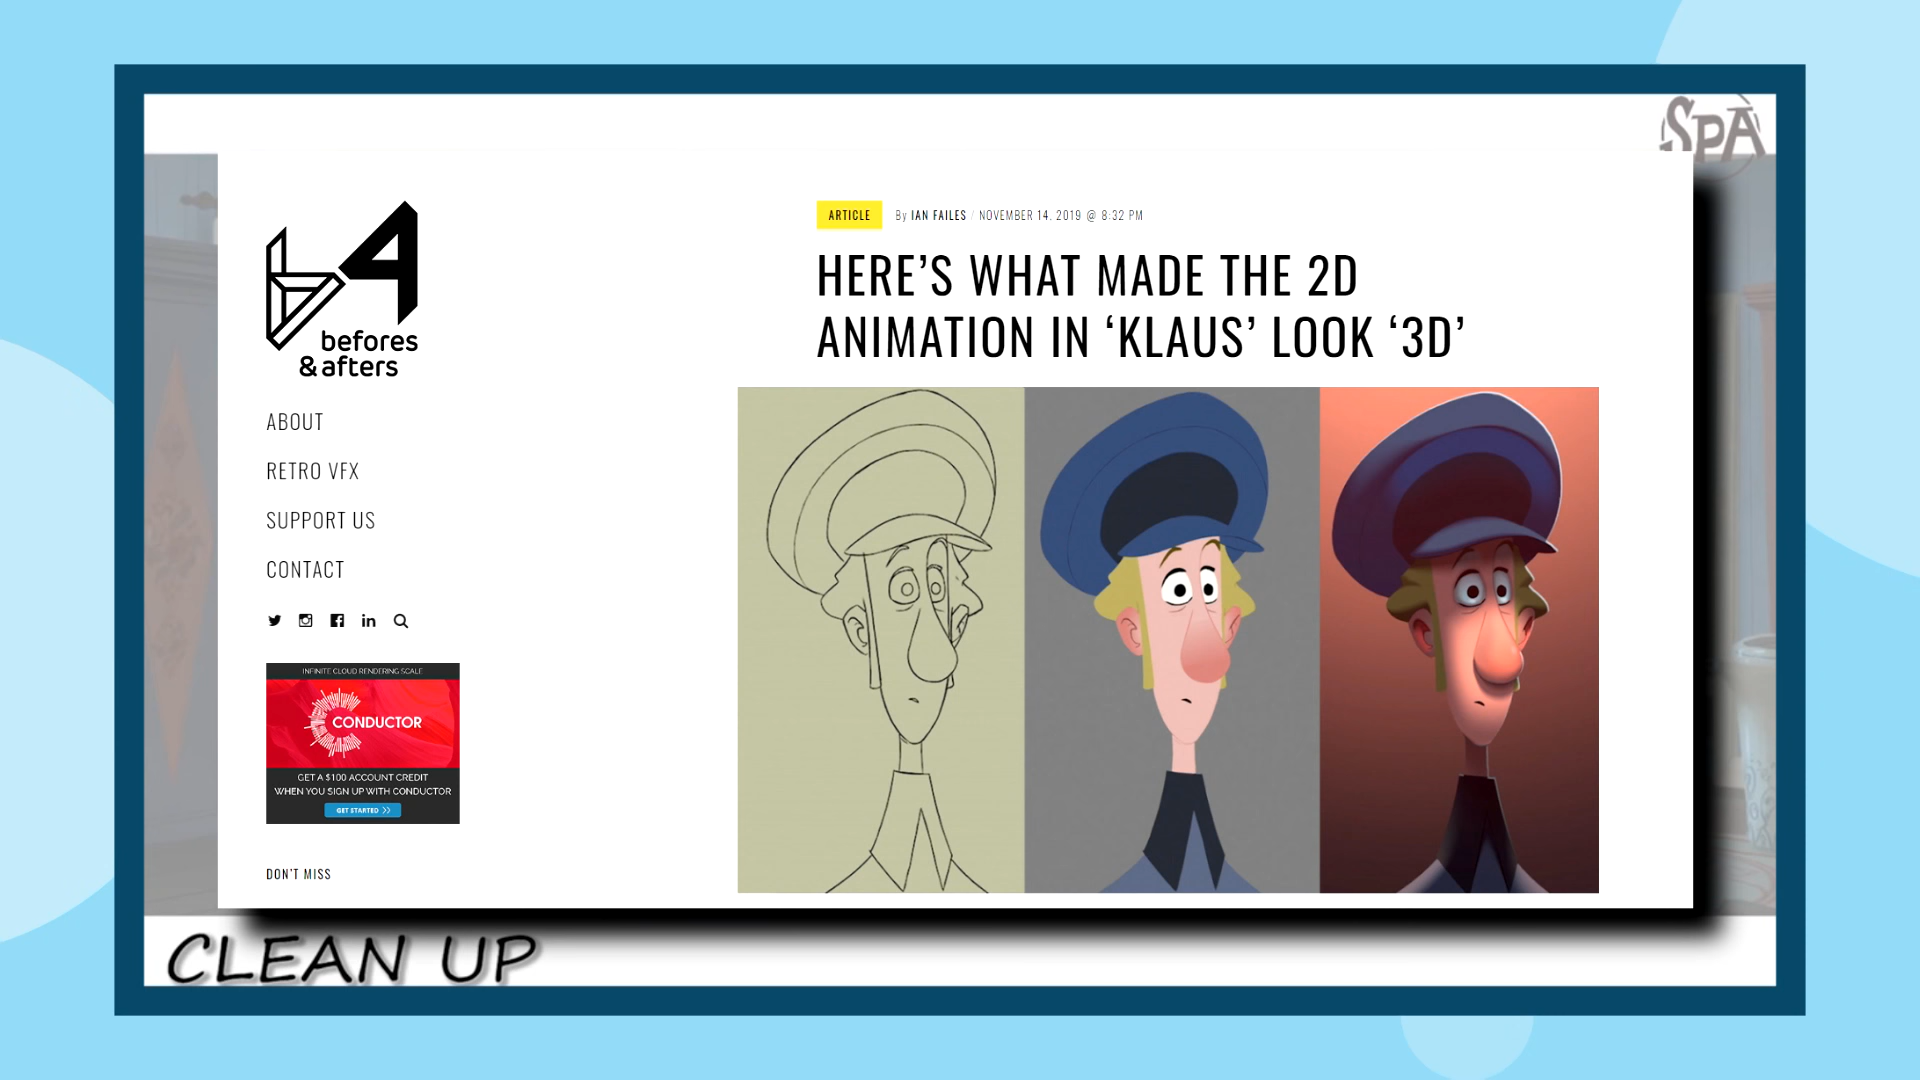 SPA
befores
& afters
ABOUT
RETRO VFX
SUPPORT US
CONTACT
INFINITE CLOUD RENDERING SCALE
CONDUCTOR
GET A $100 ACCOUNT CREDIT
WHEN YOU SIGN UP WITH CONDUCTOR
GET STARTED >>
DON'T MISS
ARTICLE By IAN FAILES / NOVEMBER 14, 2019 @ 8:32 PM
HERE’S WHAT MADE THE 2D
ANIMATION IN ‘KLAUS’ LOOK ‘3D’
CLEAN UP